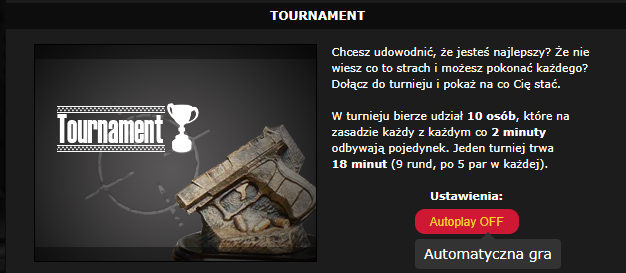 TOURNAMENT
Tournament
Chcesz udowodnić, że jesteś najlepszy? Że nie
wiesz co to strach i możesz pokonać każdego?
Dołącz do turnieju i pokaż na co Cię stać.
W turnieju bierze udział 10 osób, które na
zasadzie każdy z każdym co 2 minuty
odbywają pojedynek. Jeden turniej trwa
18 minut (9 rund, po 5 par w każdej).
Ustawienia:
Autoplay OFF
Automatyczna gra